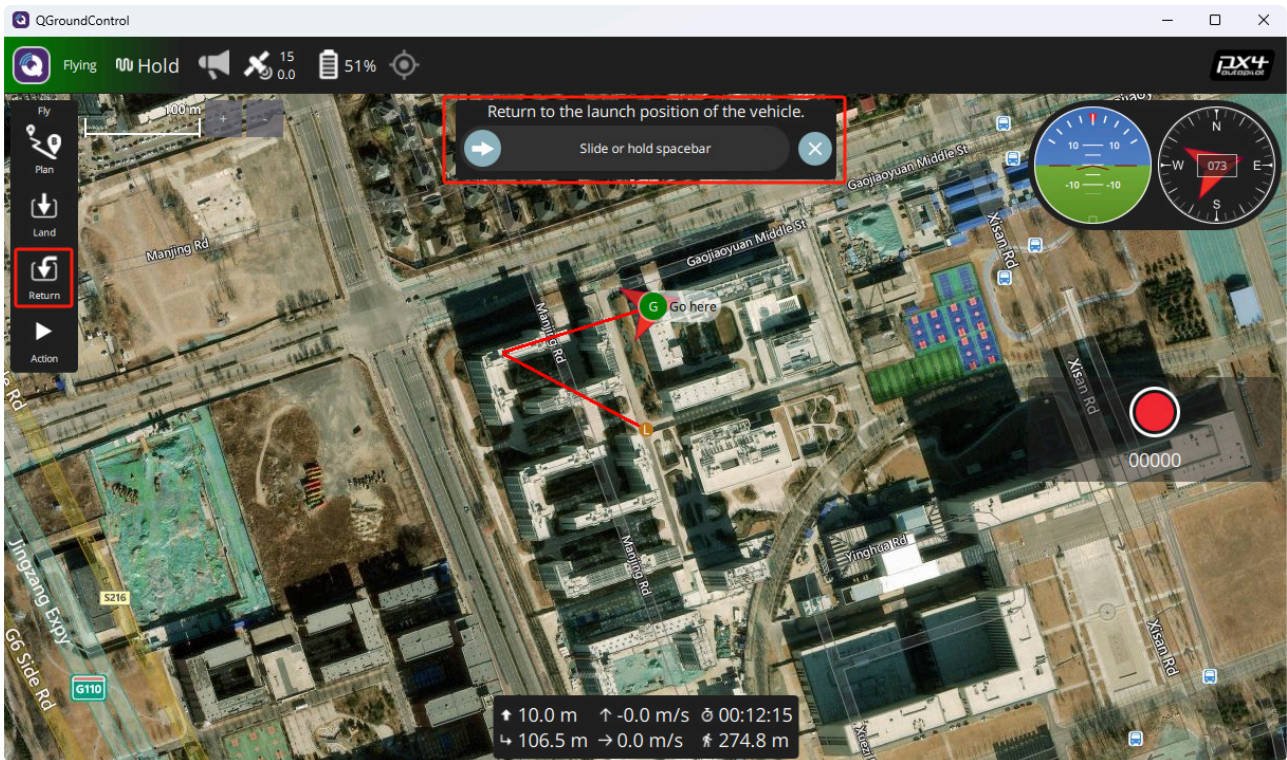 QGroundControl
Flying
Hold
15
0.0
51%
px4
autopilot
Fly
Plan
Land
Return
Action
100 m
+
-
Return to the launch position of the vehicle.
Slide or hold spacebar
10 10
-10 -10
N
W 073 E
S
Gaojiaoyuan Middle St
Gaojiaoyuan Middle St
Manjing Rd
Manjing Rd
Xisan Rd
G Go here
L
Xisan Rd
00000
Manjing Rd
Yinghua Rd
Jingzang Expy
S216
G6 Side Rd
G110
Xisan Rd
10.0 m -0.0 m/s 00:12:15
106.5 m 0.0 m/s 274.8 m